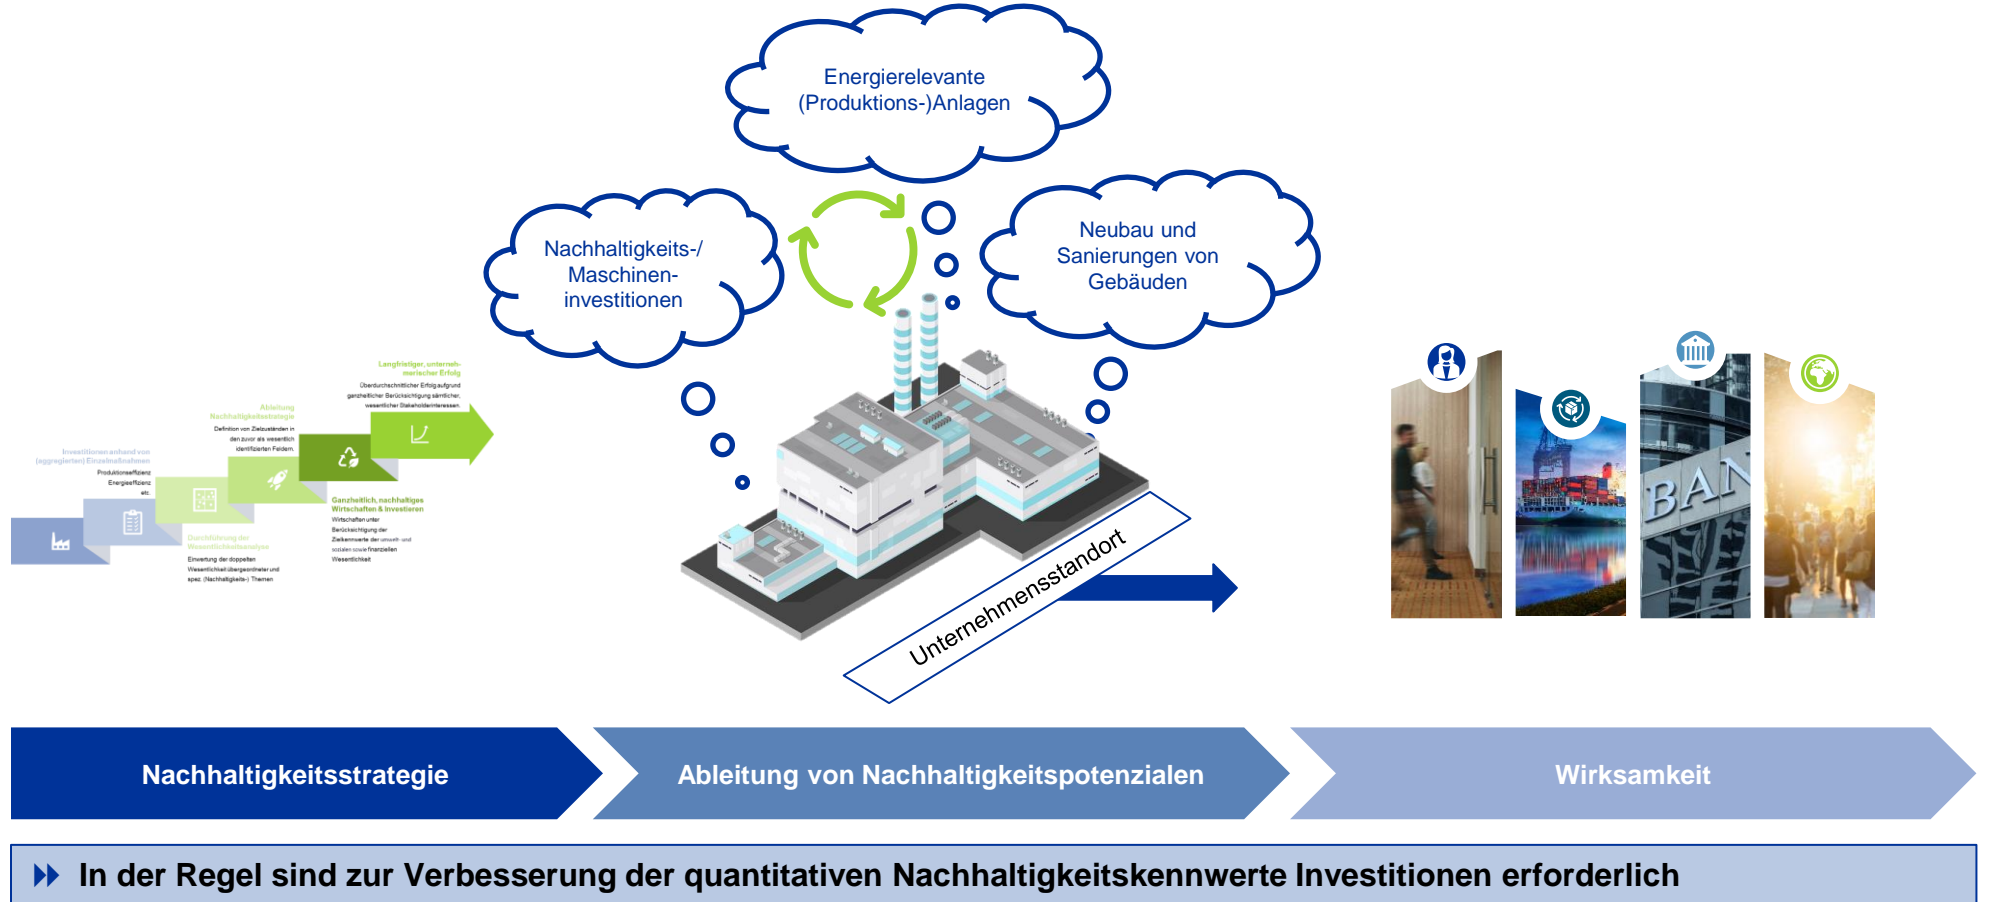 Energierelevante
(Produktions-)Anlagen
Nachhaltigkeits-/
Maschinen-
investitionen
Neubau und
Sanierungen von
Gebäuden
Langfristiger, unterneh-
merischer Erfolg
Überdurchschnittlicher Erfolg aufgrund
ganzheitlicher Berücksichtigung sämtlicher,
wesentlicher Stakeholderinteressen.
Ableitung
Nachhaltigkeitsstrategie
Definition von Zielzuständen in
den zuvor als wesentlich
identifizierten Feldern.
Investitionen anhand von
(aggregierten) Einzelmaßnahmen
Produktionseffizienz
Energieeffizienz
etc.
Ganzheitlich, nachhaltiges
Wirtschaften & Investieren
Wirtschaften unter
Berücksichtigung der
Zielkennwerte der umwelt- und
sozialen sowie finanziellen
Wesentlichkeit
Durchführung der
Wesentlichkeitsanalyse
Einwertung der doppelten
Wesentlichkeit übergeordneter und
spez. (Nachhaltigkeits-) Themen
Unternehmensstandort
BAN
Nachhaltigkeitsstrategie
Ableitung von Nachhaltigkeitspotenzialen
Wirksamkeit
In der Regel sind zur Verbesserung der quantitativen Nachhaltigkeitskennwerte Investitionen erforderlich